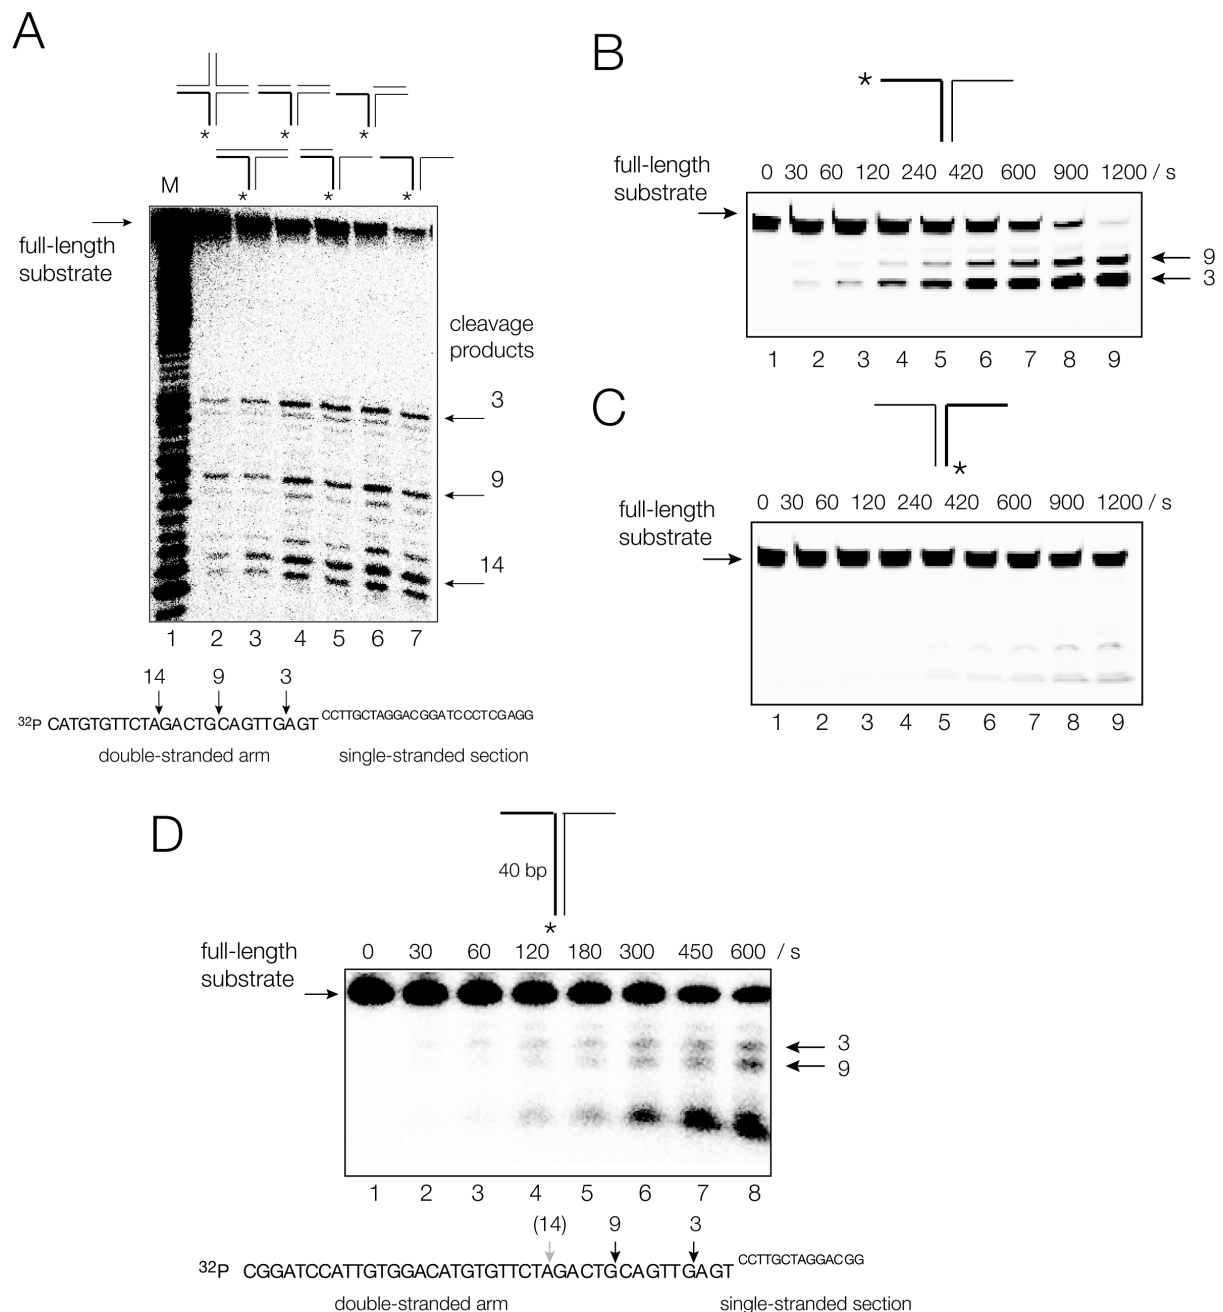 A
*
*
*
*
*
*
M
full-length
substrate
cleavage
products
3
9
14
1 2 3 4 5 6 7
14 9 3
32P CATGTGTTCTAGACTGCAGTTGAGT CCTTGCTAGGACGGATCCCTCGAGG
double-stranded arm single-stranded section
B
*
full-length
substrate
0 30 60 120 240 420 600 900 1200 / s
9
3
1 2 3 4 5 6 7 8 9
C
*
full-length
substrate
0 30 60 120 240 420 600 900 1200 / s
1 2 3 4 5 6 7 8 9
D
40 bp
*
full-length
substrate
0 30 60 120 180 300 450 600 / s
3
9
1 2 3 4 5 6 7 8
(14) 9 3
32P CGGATCCATTGTGGACATGTGTTCTAGACTGCAGTTGAGT CCTTGCTAGGACGG
double-stranded arm single-stranded section